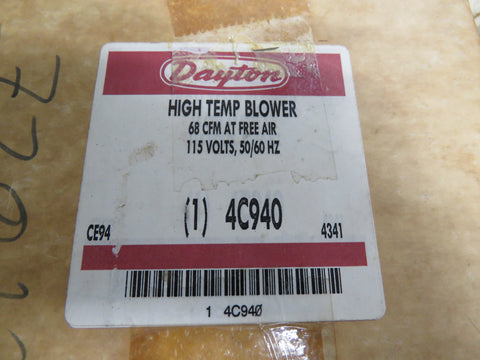 Dayton
HIGH TEMP BLOWER
68 CFM AT FREE AIR
115 VOLTS, 50/60 HZ
(1) 4C940
CE94 4341
1 4C940